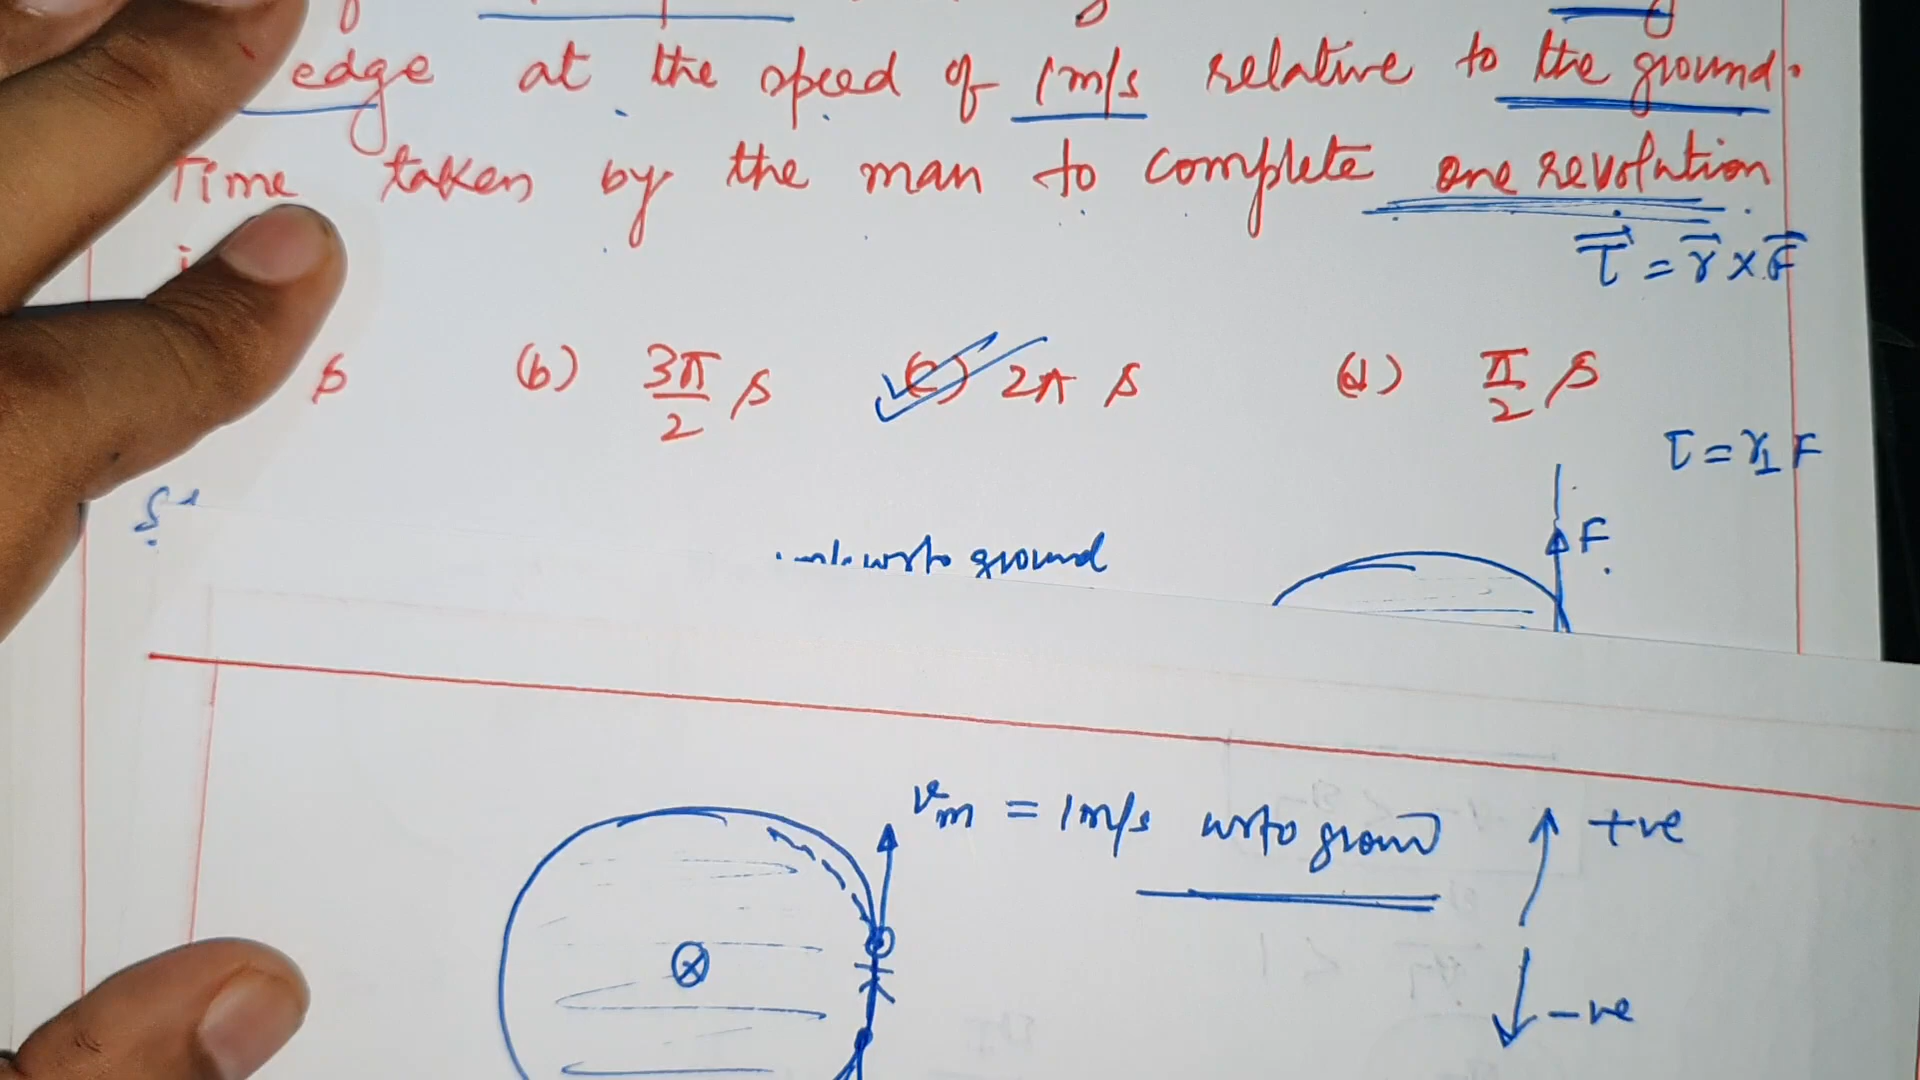 edge at the speed of 1m/s relative to the ground.
Time taken by the man to complete one revolution
τ = r × F
s (b) 3π/2 s (c) 2π s (d) π/2 s
τ = r⊥ F
F
w.r.to ground
vm = 1m/s w.r.to ground
+ve
-ve